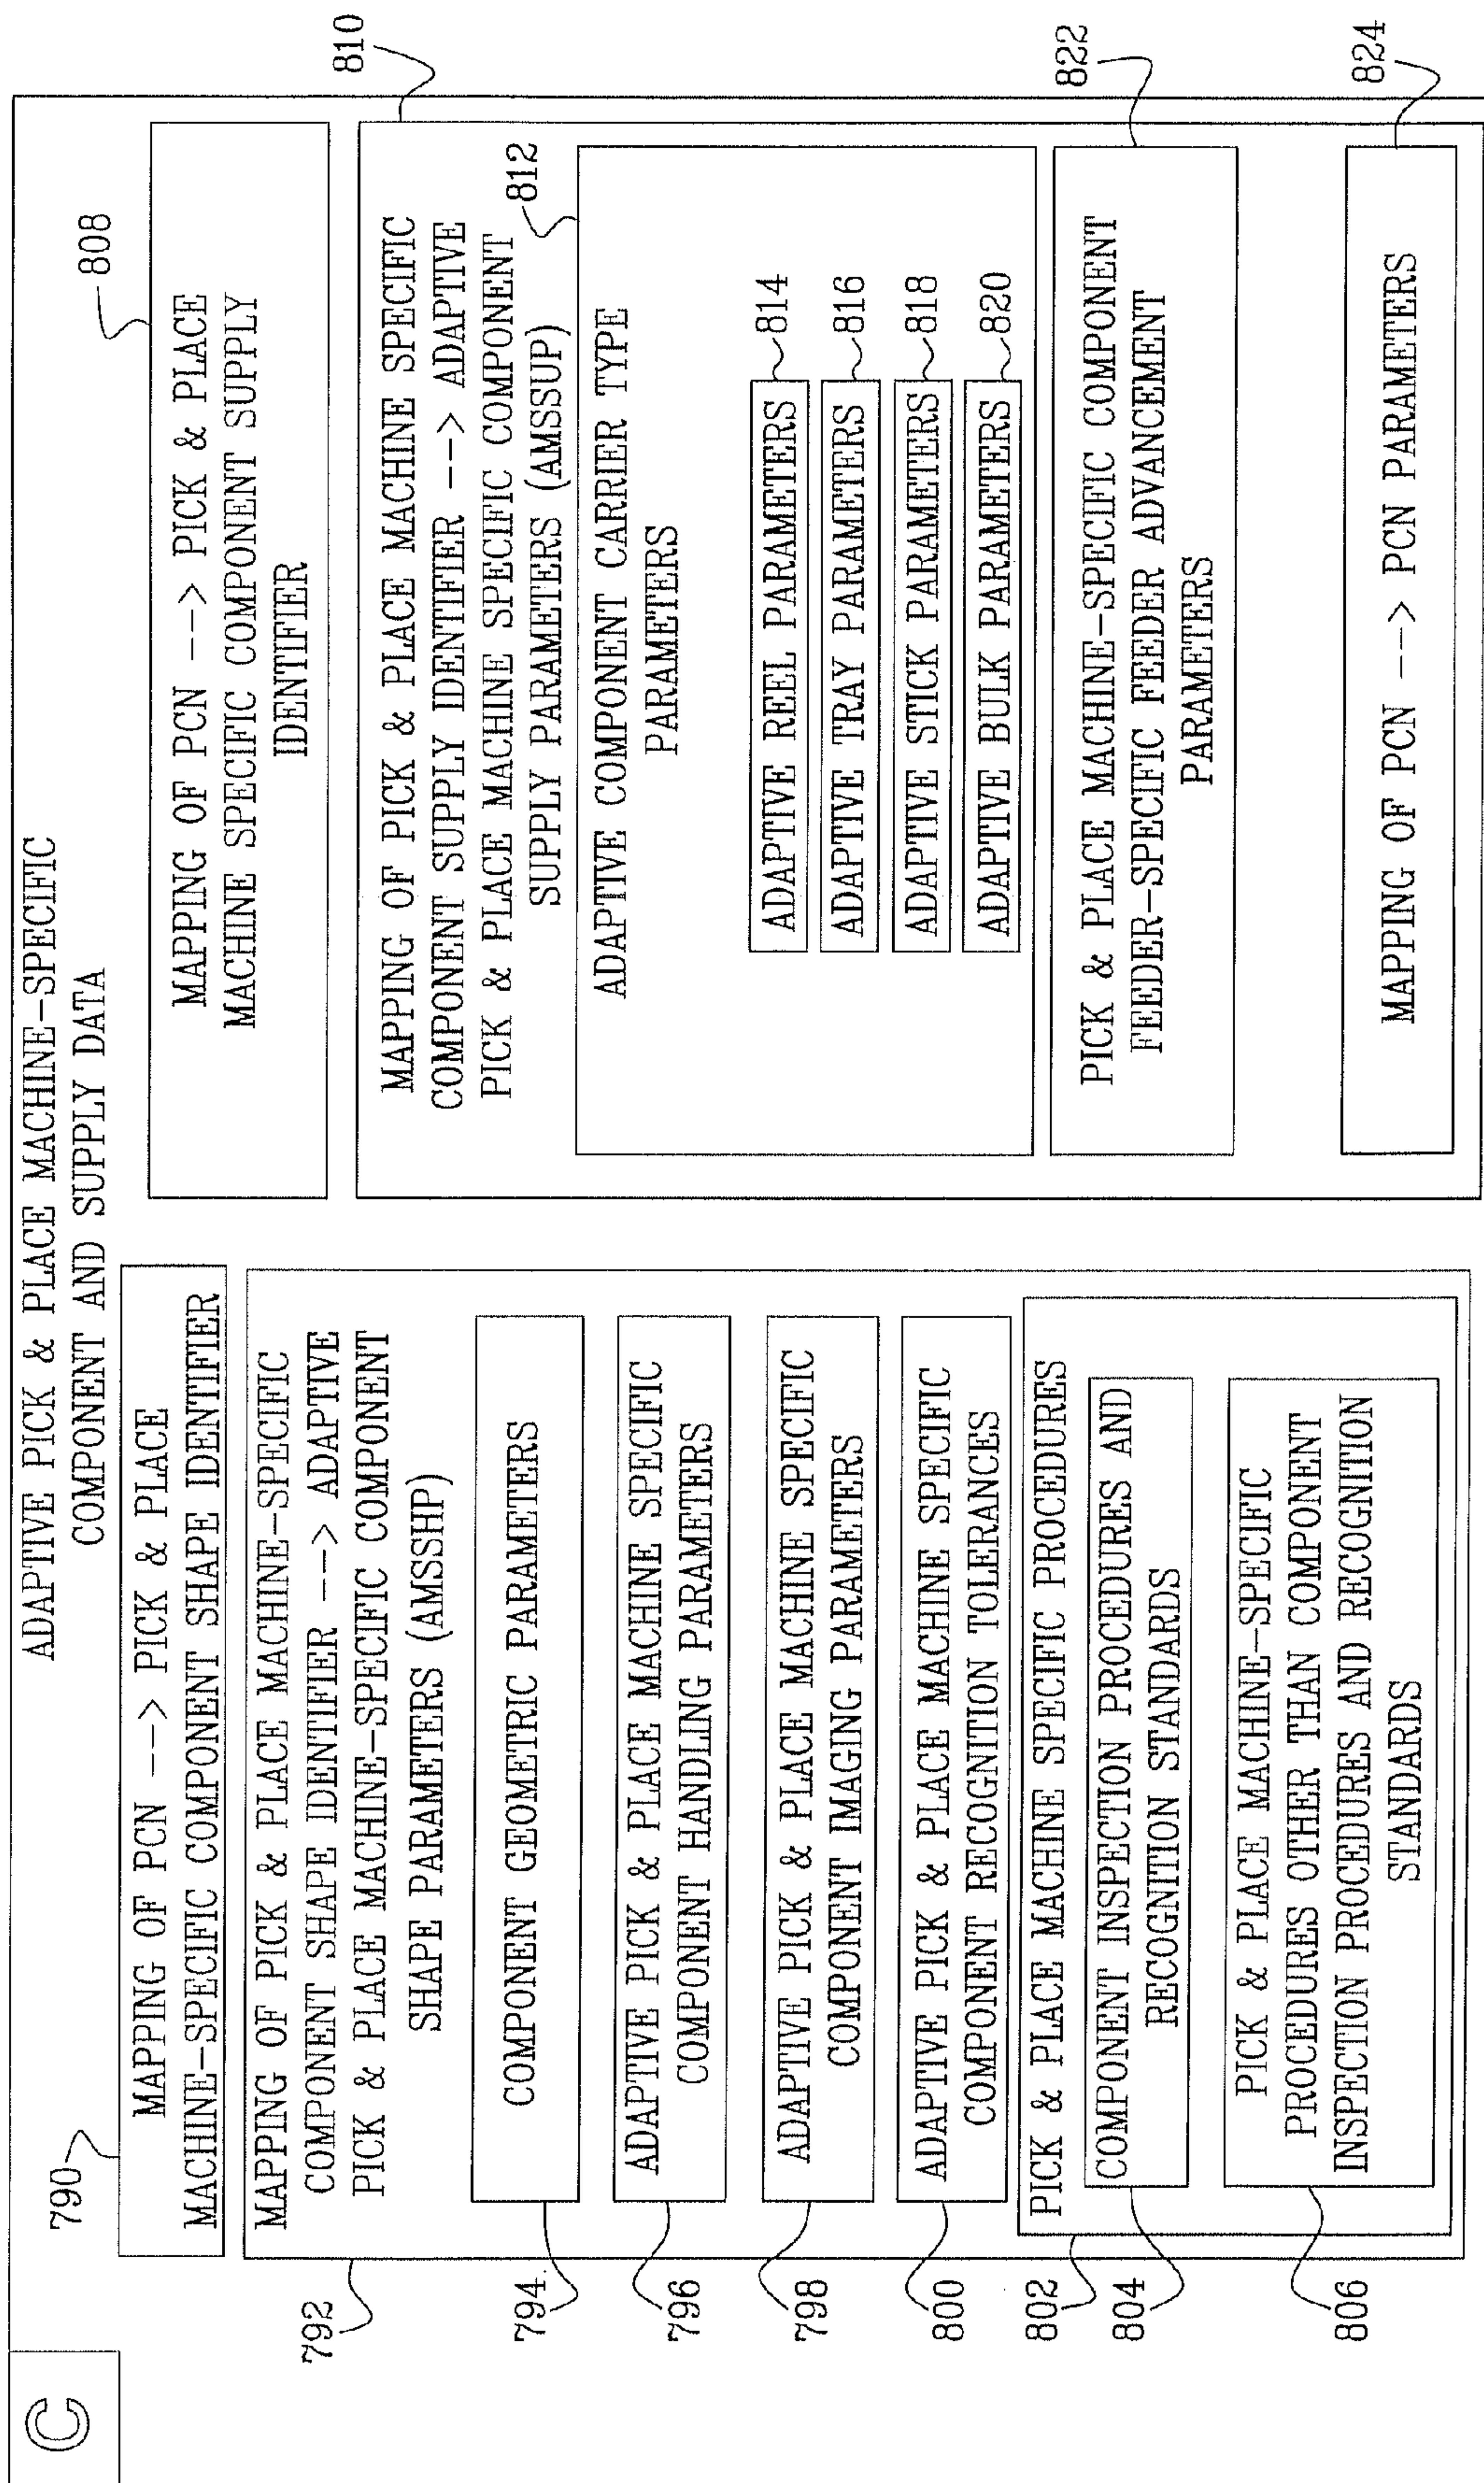 C
ADAPTIVE PICK & PLACE MACHINE-SPECIFIC
COMPONENT AND SUPPLY DATA
790
MAPPING OF PCN --> PICK & PLACE
MACHINE-SPECIFIC COMPONENT SHAPE IDENTIFIER
792
MAPPING OF PICK & PLACE MACHINE-SPECIFIC
COMPONENT SHAPE IDENTIFIER --> ADAPTIVE
PICK & PLACE MACHINE-SPECIFIC COMPONENT
SHAPE PARAMETERS (AMSSHP)
794
COMPONENT GEOMETRIC PARAMETERS
796
ADAPTIVE PICK & PLACE MACHINE SPECIFIC
COMPONENT HANDLING PARAMETERS
798
ADAPTIVE PICK & PLACE MACHINE SPECIFIC
COMPONENT IMAGING PARAMETERS
800
ADAPTIVE PICK & PLACE MACHINE SPECIFIC
COMPONENT RECOGNITION TOLERANCES
802
PICK & PLACE MACHINE SPECIFIC PROCEDURES
804
COMPONENT INSPECTION PROCEDURES AND
RECOGNITION STANDARDS
806
PICK & PLACE MACHINE-SPECIFIC
PROCEDURES OTHER THAN COMPONENT
INSPECTION PROCEDURES AND RECOGNITION
STANDARDS
808
MAPPING OF PCN --> PICK & PLACE
MACHINE SPECIFIC COMPONENT SUPPLY
IDENTIFIER
810
MAPPING OF PICK & PLACE MACHINE SPECIFIC
COMPONENT SUPPLY IDENTIFIER --> ADAPTIVE
PICK & PLACE MACHINE SPECIFIC COMPONENT
SUPPLY PARAMETERS (AMSSUP)
812
ADAPTIVE COMPONENT CARRIER TYPE
PARAMETERS
ADAPTIVE REEL PARAMETERS 814
ADAPTIVE TRAY PARAMETERS 816
ADAPTIVE STICK PARAMETERS 818
ADAPTIVE BULK PARAMETERS 820
822
PICK & PLACE MACHINE-SPECIFIC COMPONENT
FEEDER-SPECIFIC FEEDER ADVANCEMENT
PARAMETERS
824
MAPPING OF PCN --> PCN PARAMETERS